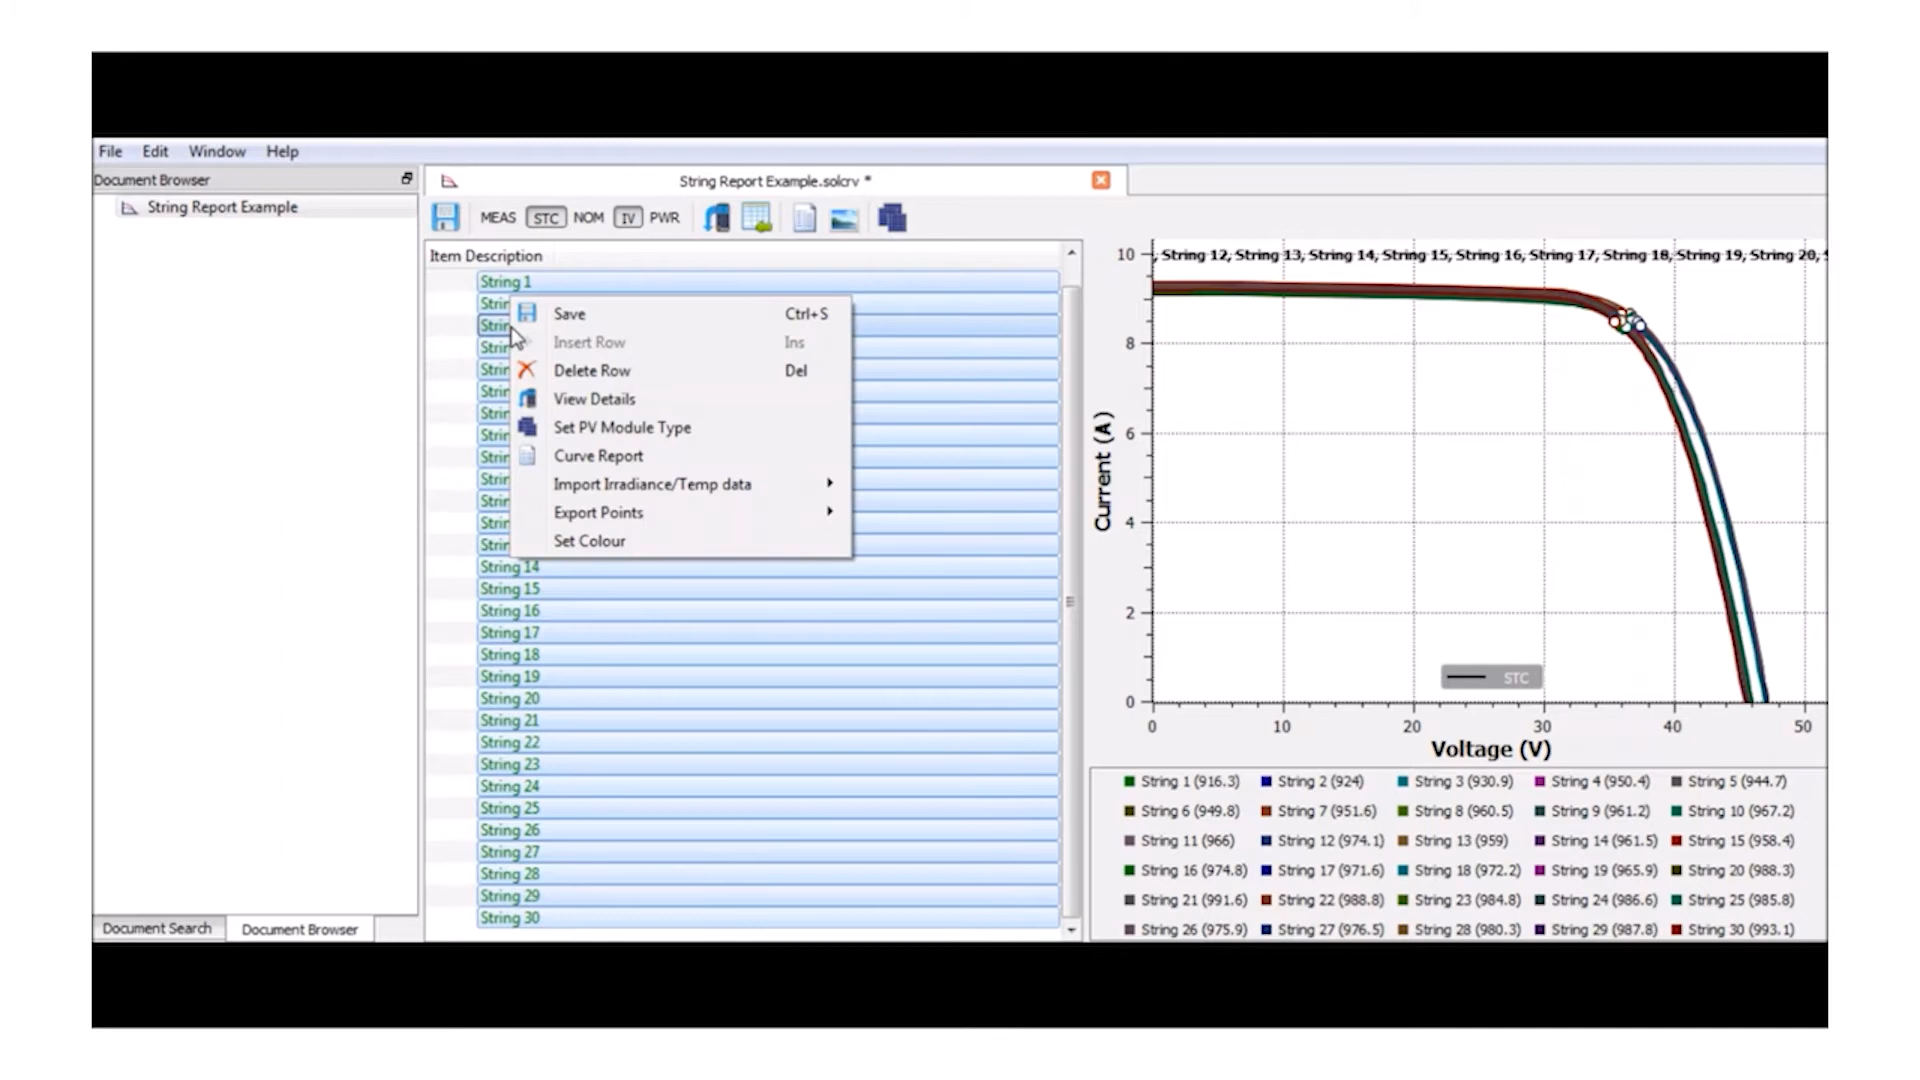 File Edit Window Help
Document Browser
String Report Example
Document Search Document Browser
String Report Example.solcrv *
MEAS STC NOM IV PWR
Item Description
String 1
Strin
Strin
Strin
Strin
Strin
Strin
Strin
Strin
Strin
Strin
Strin
Strin
String 14
String 15
String 16
String 17
String 18
String 19
String 20
String 21
String 22
String 23
String 24
String 25
String 26
String 27
String 28
String 29
String 30
Save Ctrl+S
Insert Row Ins
Delete Row Del
View Details
Set PV Module Type
Curve Report
Import Irradiance/Temp data
Export Points
Set Colour
, String 12, String 13, String 14, String 15, String 16, String 17, String 18, String 19, String 20,
10
8
6
4
2
0
Current (A)
STC
0 10 20 30 40 50
Voltage (V)
String 1 (916.3) String 2 (924) String 3 (930.9) String 4 (950.4) String 5 (944.7)
String 6 (949.8) String 7 (951.6) String 8 (960.5) String 9 (961.2) String 10 (967.2)
String 11 (966) String 12 (974.1) String 13 (959) String 14 (961.5) String 15 (958.4)
String 16 (974.8) String 17 (971.6) String 18 (972.2) String 19 (965.9) String 20 (988.3)
String 21 (991.6) String 22 (988.8) String 23 (984.8) String 24 (986.6) String 25 (985.8)
String 26 (975.9) String 27 (976.5) String 28 (980.3) String 29 (987.8) String 30 (993.1)